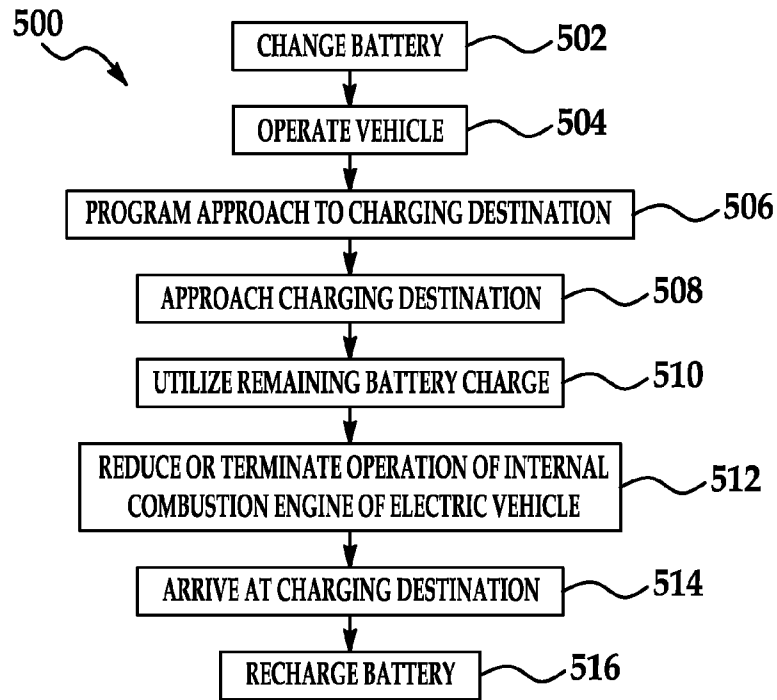 500
CHANGE BATTERY
502
OPERATE VEHICLE
504
PROGRAM APPROACH TO CHARGING DESTINATION
506
APPROACH CHARGING DESTINATION
508
UTILIZE REMAINING BATTERY CHARGE
510
REDUCE OR TERMINATE OPERATION OF INTERNAL
COMBUSTION ENGINE OF ELECTRIC VEHICLE
512
ARRIVE AT CHARGING DESTINATION
514
RECHARGE BATTERY
516